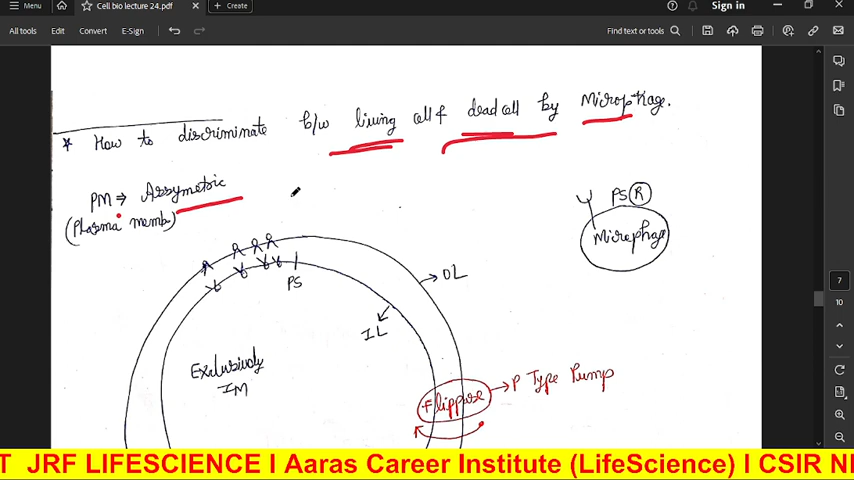 Cell bio lecture 24.pdf
Create
Sign in
All tools Edit Convert E-Sign
Find text or tools
* How to discriminate b/w living cell & dead cell by Microphage.
PM ⇒ Assymetric
(Plasma memb)
PS R
Microphage
PS
OL
IL
Exclusively
IM
Flippase → P Type Pump
7
10
T JRF LIFESCIENCE I Aaras Career Institute (LifeScience) I CSIR NE